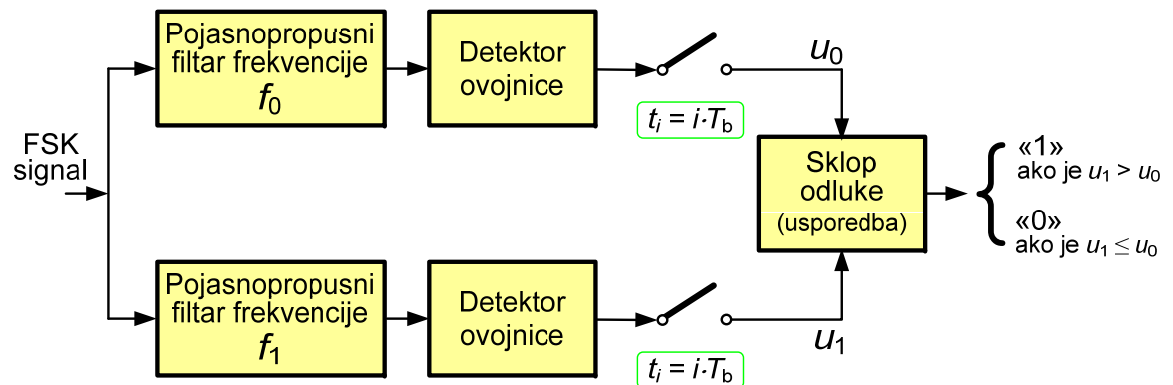 FSK
signal
Pojasnopropusni
filtar frekvencije
f0
Detektor
ovojnice
u0
ti = i·Tb
Sklop
odluke
(usporedba)
«1»
ako je u1 > u0
«0»
ako je u1 ≤ u0
Pojasnopropusni
filtar frekvencije
f1
Detektor
ovojnice
u1
ti = i·Tb